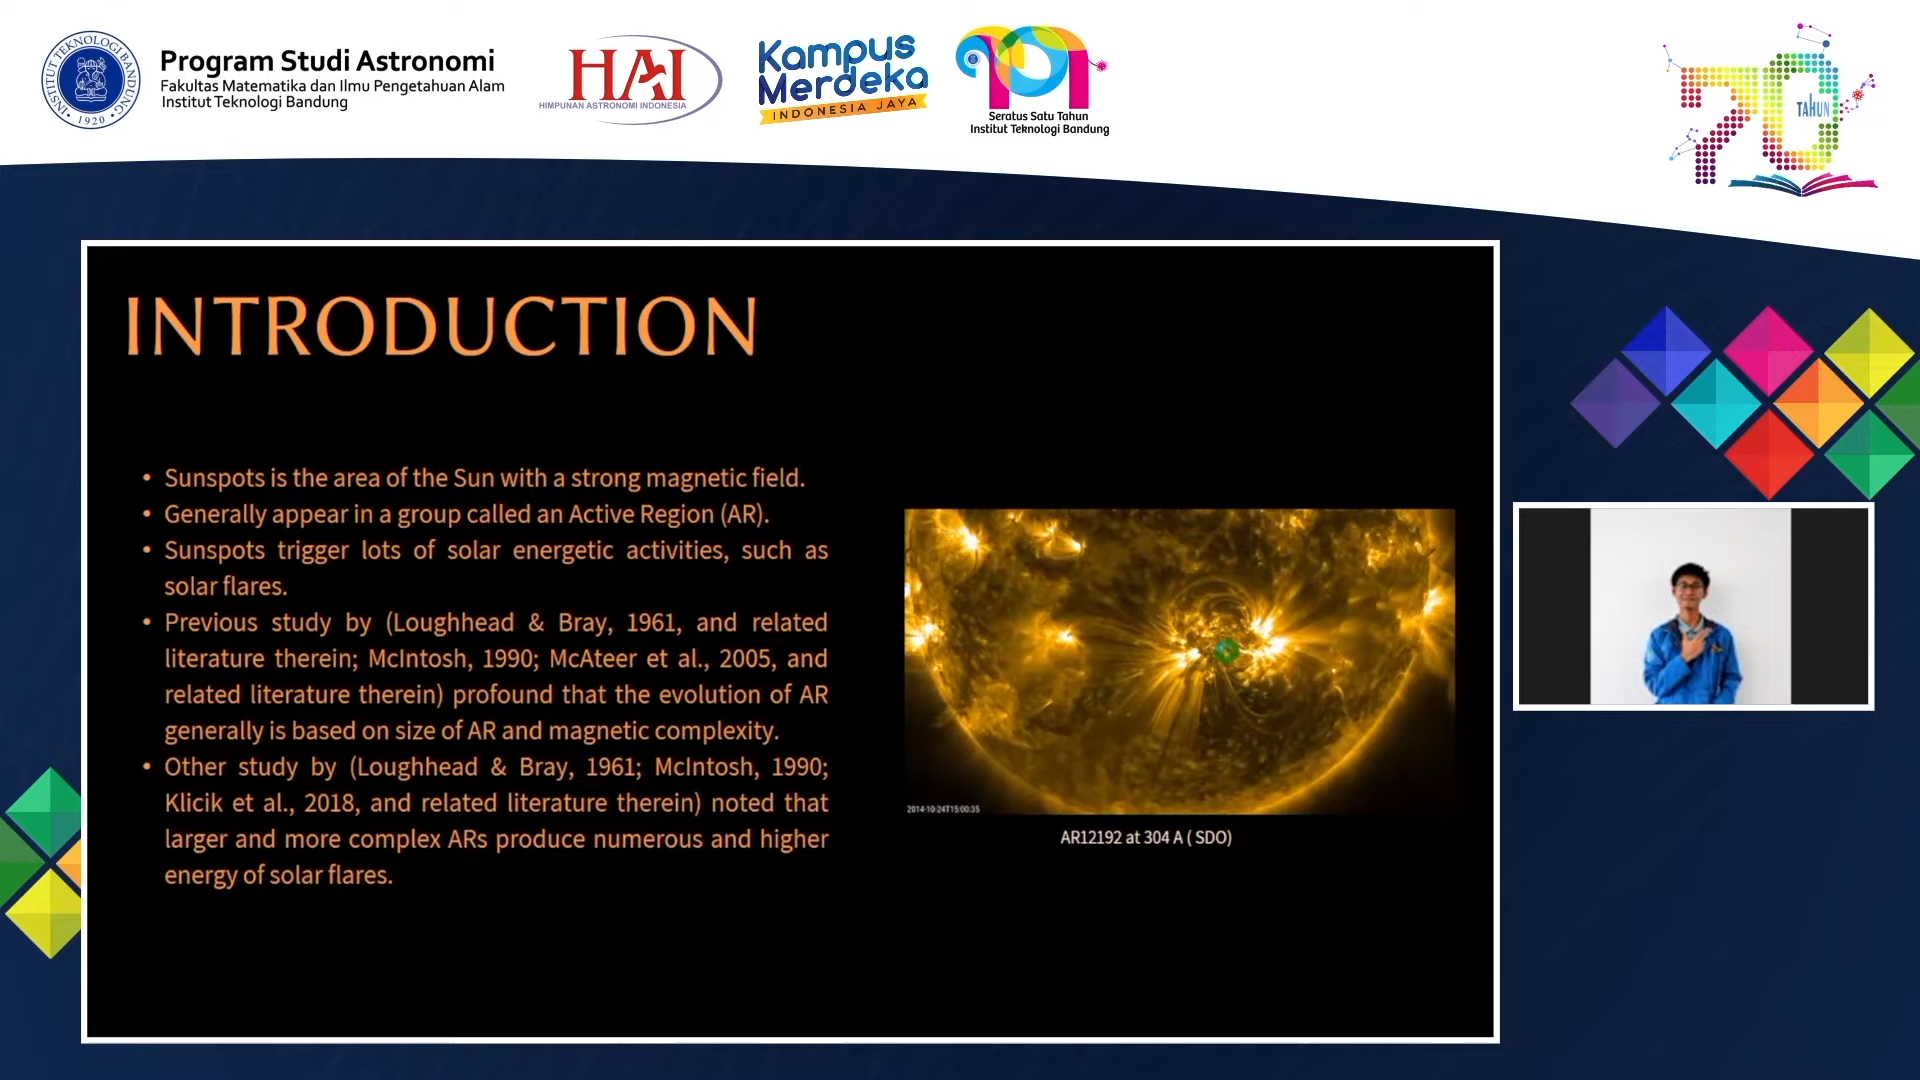 INSTITUT TEKNOLOGI BANDUNG
1920
Program Studi Astronomi
Fakultas Matematika dan Ilmu Pengetahuan Alam
Institut Teknologi Bandung
HAI
HIMPUNAN ASTRONOMI INDONESIA
Kampus
Merdeka
INDONESIA JAYA
101
Seratus Satu Tahun
Institut Teknologi Bandung
70
TAHUN
INTRODUCTION
• Sunspots is the area of the Sun with a strong magnetic field.
• Generally appear in a group called an Active Region (AR).
• Sunspots trigger lots of solar energetic activities, such as
solar flares.
• Previous study by (Loughhead & Bray, 1961, and related
literature therein; McIntosh, 1990; McAteer et al., 2005, and
related literature therein) profound that the evolution of AR
generally is based on size of AR and magnetic complexity.
• Other study by (Loughhead & Bray, 1961; McIntosh, 1990;
Klicik et al., 2018, and related literature therein) noted that
larger and more complex ARs produce numerous and higher
energy of solar flares.
2014-10-24T15:00:35
AR12192 at 304 A ( SDO)